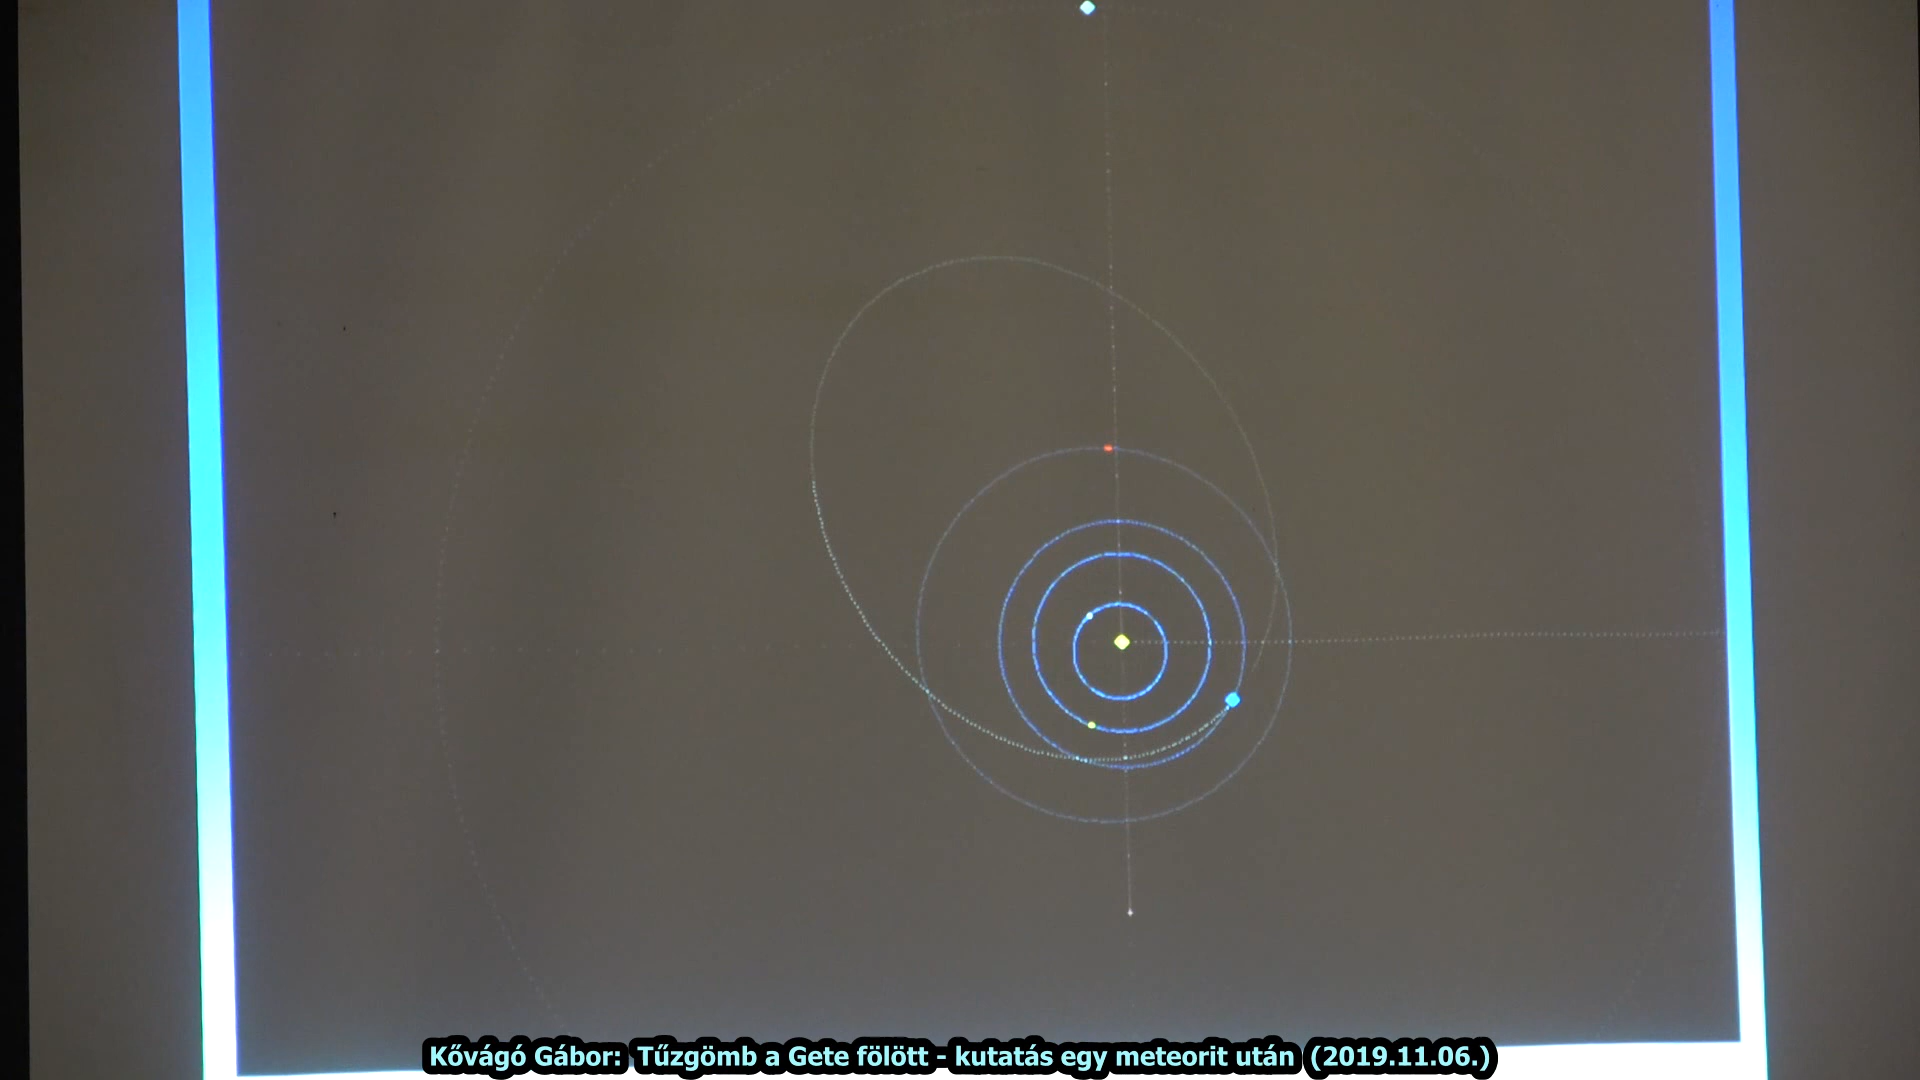 Kővágó Gábor: Tűzgömb a Gete fölött - kutatás egy meteorit után (2019.11.06.)